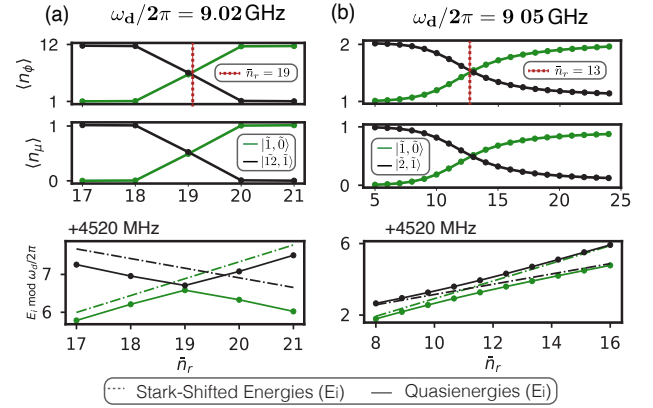 (a) ω_d/2π = 9.02 GHz
(b) ω_d/2π = 9 05 GHz
⟨n_ϕ⟩
12
1
n̄_r = 19
2
1
n̄_r = 13
⟨n_μ⟩
1
0
|1̃, 0̃⟩
|1̃2, 1̃⟩
17 18 19 20 21
1
0
|1̃, 0̃⟩
|2̃, 1̃⟩
5 10 15 20 25
+4520 MHz
+4520 MHz
E_i mod ω_d/2π
7
6
17 18 19 20 21
n̄_r
6
2
8 10 12 14 16
n̄_r
Stark-Shifted Energies (Ei)
Quasienergies (Ei)